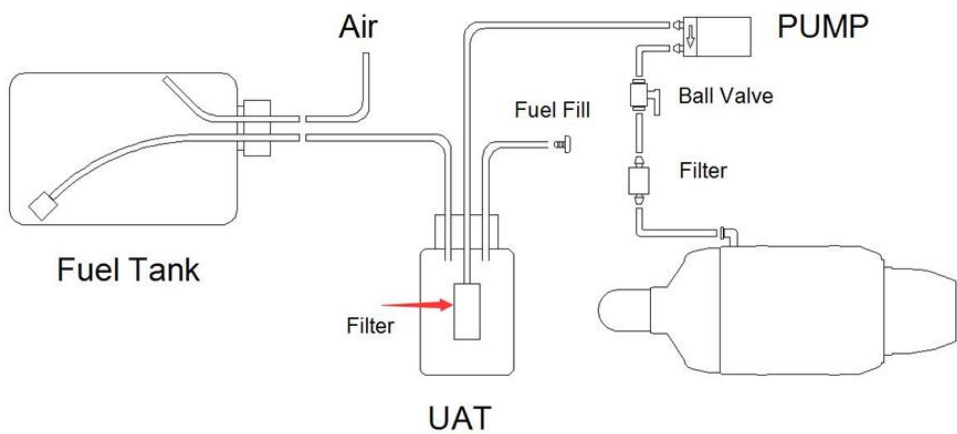 Air
PUMP
Ball Valve
Fuel Fill
Filter
Fuel Tank
Filter
UAT